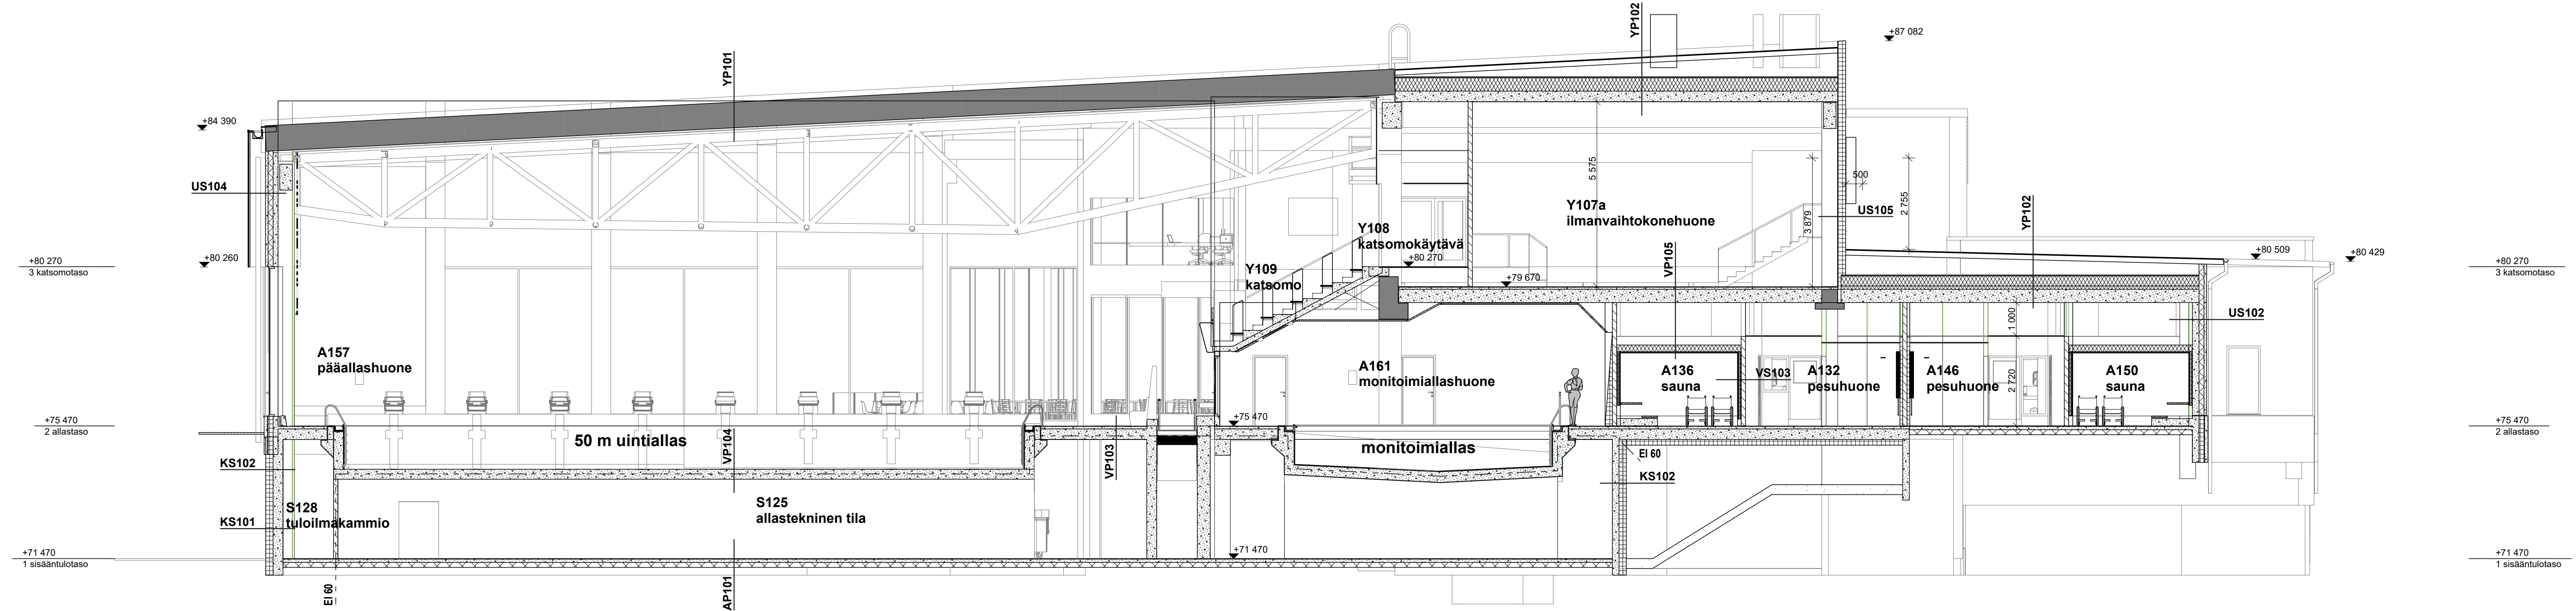 YP101
YP102
+87 082
+84 390
US104
+80 270
3 katsomotaso
+80 260
5 575
3 879
500
2 755
US105
Y107a
ilmanvaihtokonehuone
Y108
katsomokäytävä
+80 270
Y109
katsomo
VP105
+79 670
YP102
+80 509
+80 429
+80 270
3 katsomotaso
US102
1 000
2 720
A157
pääallashuone
A161
monitoimiallashuone
A136
sauna
VS103
A132
pesuhuone
A146
pesuhuone
A150
sauna
+75 470
2 allastaso
50 m uintiallas
VP104
VP103
+75 470
monitoimiallas
EI 60
KS102
+75 470
2 allastaso
KS102
KS101
S128
tuloilmakammio
S125
allastekninen tila
+71 470
1 sisääntulotaso
+71 470
+71 470
1 sisääntulotaso
EI 60
AP101